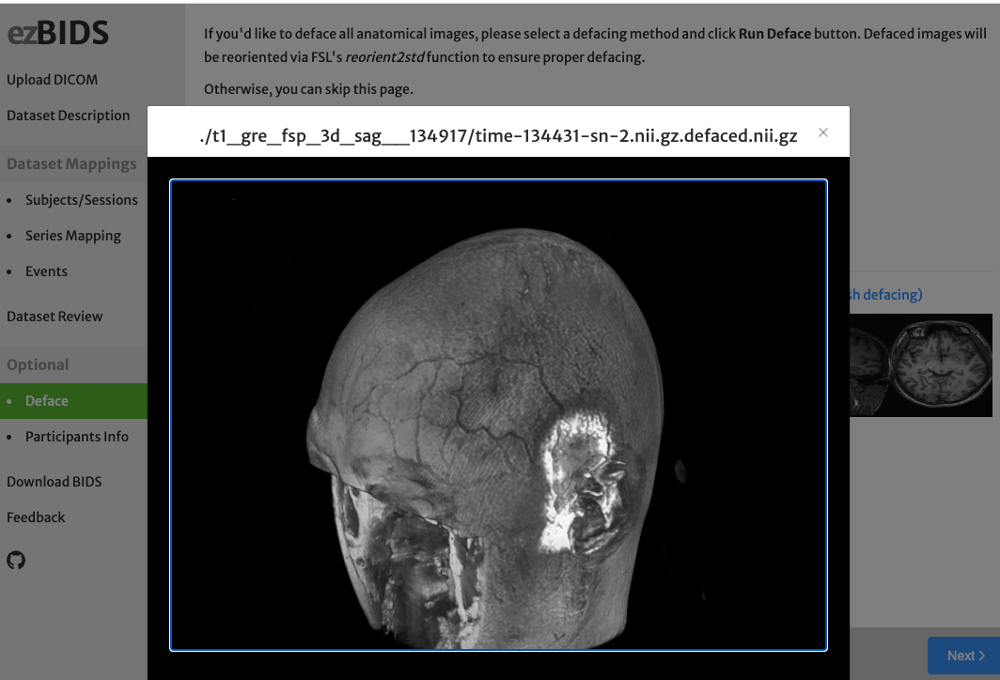 ezBIDS
Upload DICOM
Dataset Description
Dataset Mappings
Subjects/Sessions
Series Mapping
Events
Dataset Review
Optional
Deface
Participants Info
Download BIDS
Feedback
If you'd like to deface all anatomical images, please select a defacing method and click Run Deface button. Defaced images will
be reoriented via FSL's reorient2std function to ensure proper defacing.
Otherwise, you can skip this page.
./t1_gre_fsp_3d_sag__134917/time-134431-sn-2.nii.gz.defaced.nii.gz
defacing)
Next